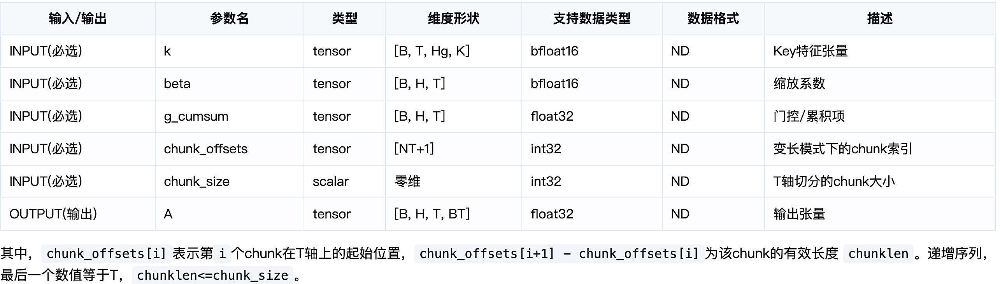 输入/输出 参数名 类型 维度形状 支持数据类型 数据格式 描述
INPUT(必选) k tensor [B, T, Hg, K] bfloat16 ND Key特征张量
INPUT(必选) beta tensor [B, H, T] bfloat16 ND 缩放系数
INPUT(必选) g_cumsum tensor [B, H, T] float32 ND 门控/累积项
INPUT(必选) chunk_offsets tensor [NT+1] int32 ND 变长模式下的chunk索引
INPUT(必选) chunk_size scalar 零维 int32 ND T轴切分的chunk大小
OUTPUT(输出) A tensor [B, H, T, BT] float32 ND 输出张量
其中， chunk_offsets[i] 表示第 i 个chunk在T轴上的起始位置， chunk_offsets[i+1] - chunk_offsets[i] 为该chunk的有效长度 chunklen 。递增序列，
最后一个数值等于T， chunklen<=chunk_size 。